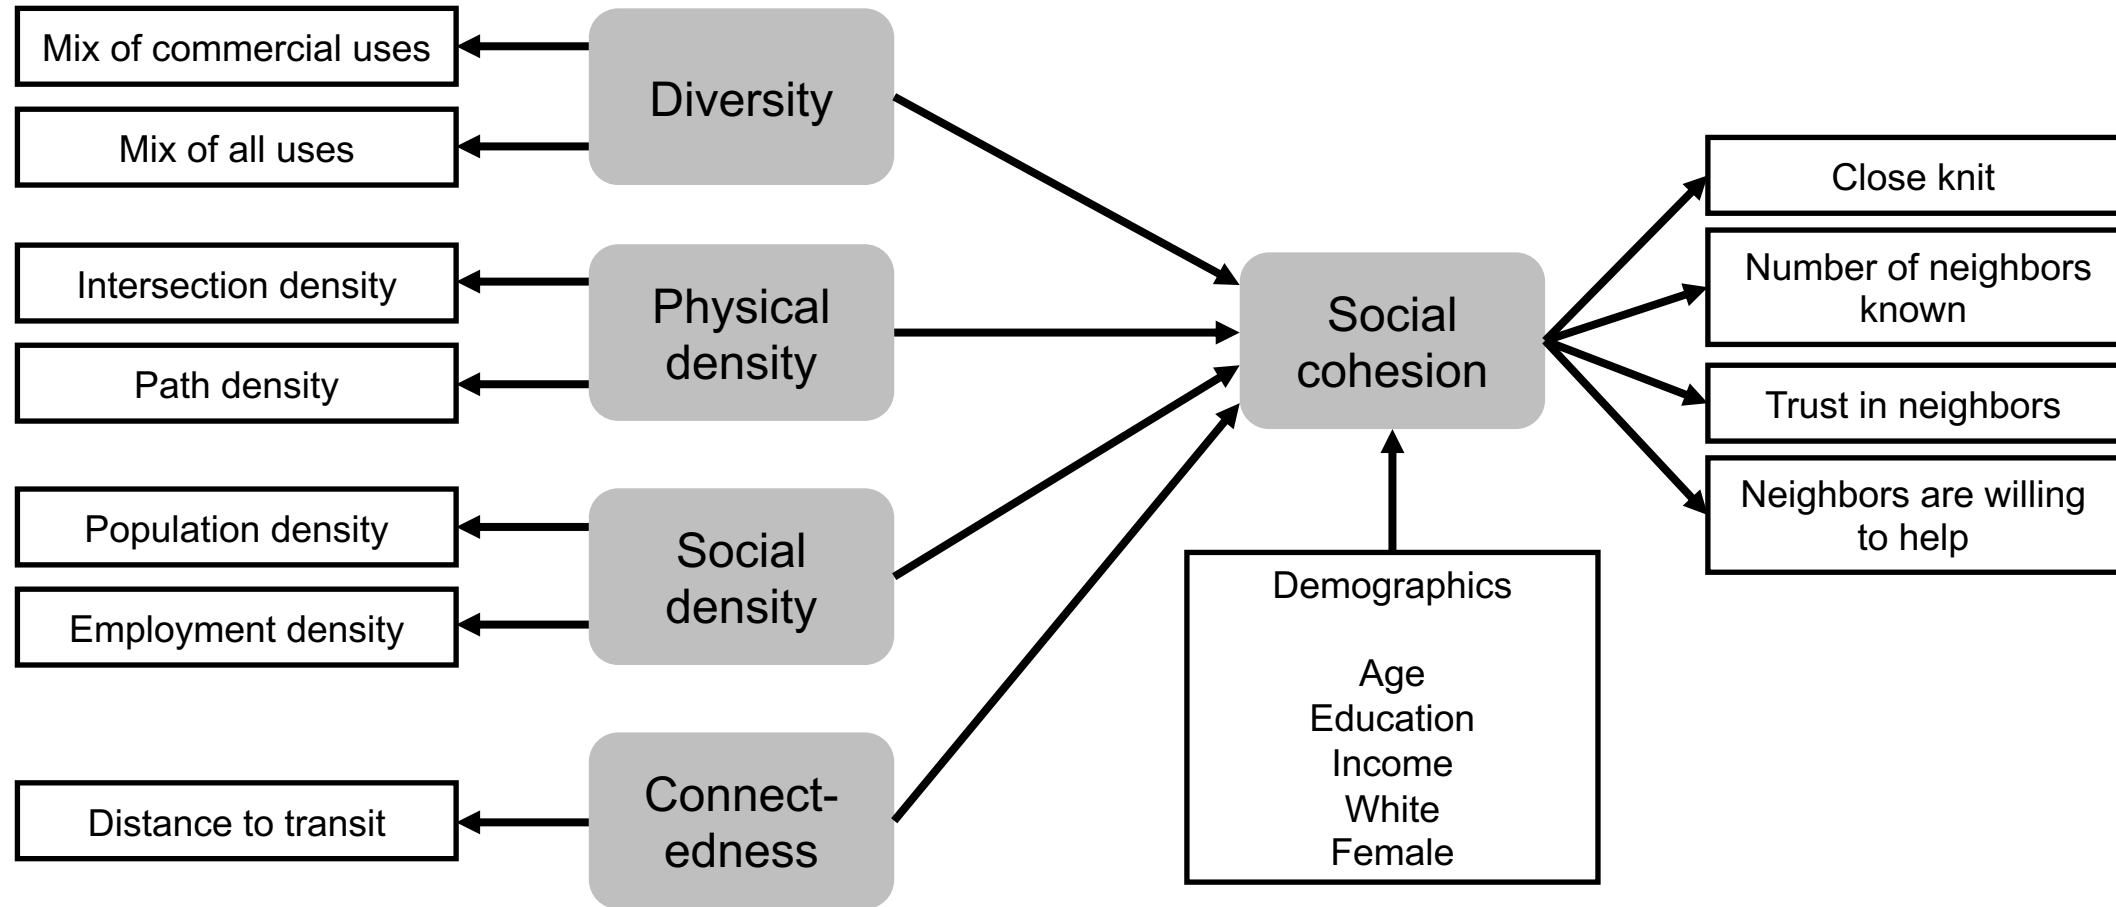 Mix of commercial uses
Mix of all uses
Diversity
Intersection density
Path density
Physical
density
Population density
Employment density
Social
density
Distance to transit
Connect-
edness
Social
cohesion
Demographics
Age
Education
Income
White
Female
Close knit
Number of neighbors
known
Trust in neighbors
Neighbors are willing
to help